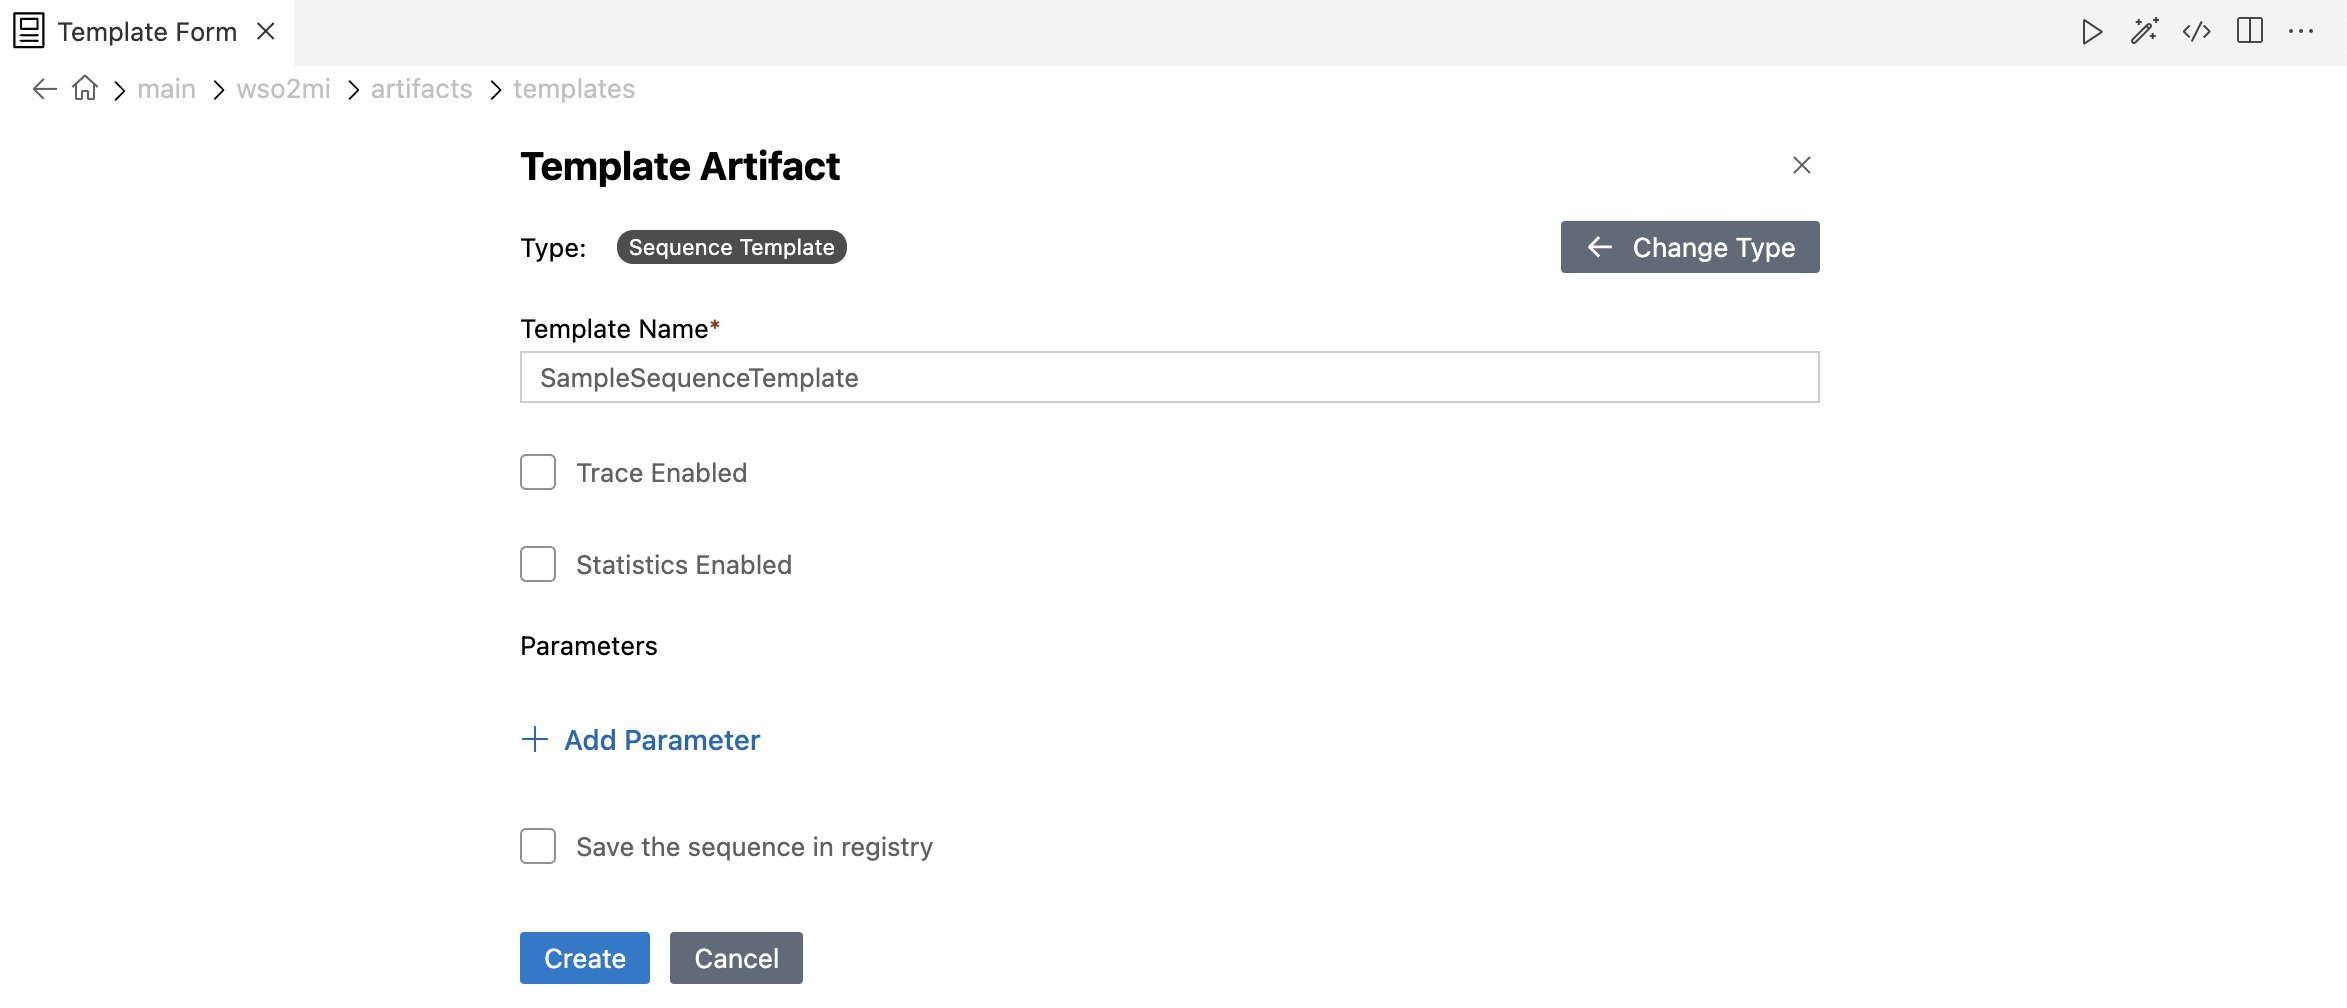 Template Form
main wso2mi artifacts templates
Template Artifact
Type: Sequence Template
Change Type
Template Name*
SampleSequenceTemplate
Trace Enabled
Statistics Enabled
Parameters
Add Parameter
Save the sequence in registry
Create Cancel